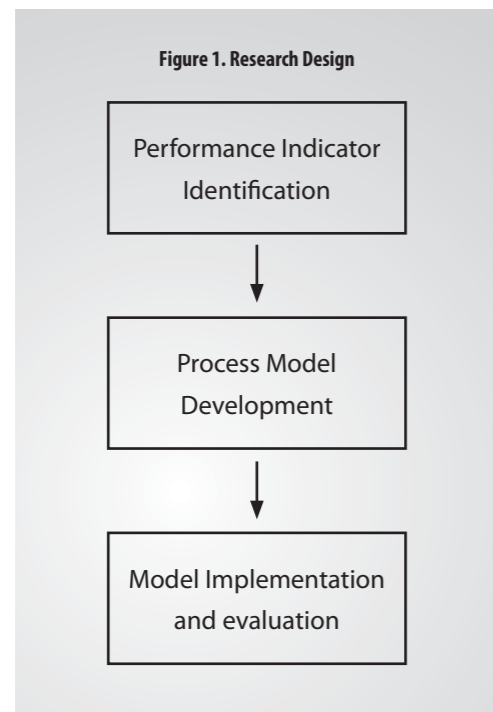 Figure 1. Research Design
Performance Indicator
Identification
Process Model
Development
Model Implementation
and evaluation